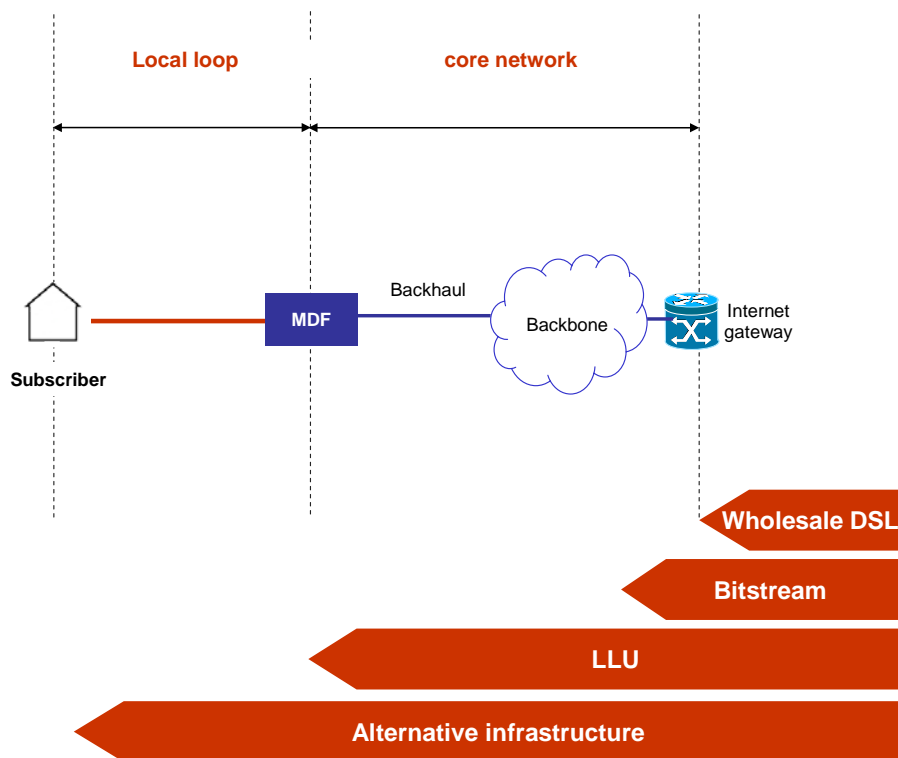 Local loop
core network
Backhaul
MDF
Backbone
Internet
gateway
Subscriber
Wholesale DSL
Bitstream
LLU
Alternative infrastructure